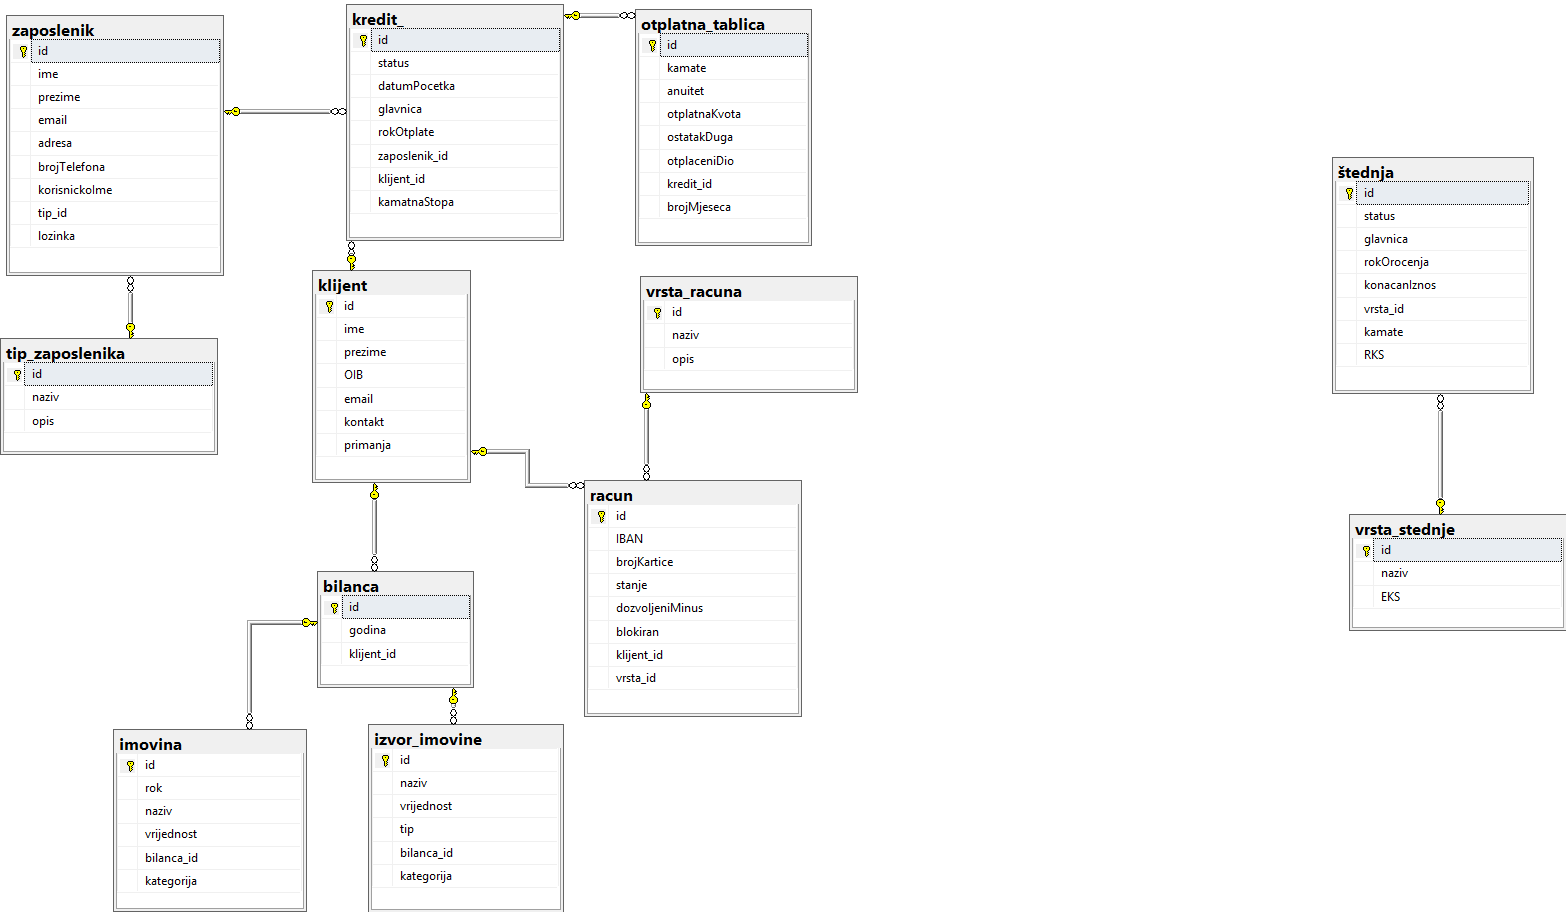 zaposlenik
id
ime
prezime
email
adresa
brojTelefona
korisnickoIme
tip_id
lozinka
tip_zaposlenika
id
naziv
opis
kredit_
id
status
datumPocetka
glavnica
rokOtplate
zaposlenik_id
klijent_id
kamatnaStopa
otplatna_tablica
id
kamate
anuitet
otplatnaKvota
ostatakDuga
otplaceniDio
kredit_id
brojMjeseca
klijent
id
ime
prezime
OIB
email
kontakt
primanja
vrsta_racuna
id
naziv
opis
racun
id
IBAN
brojKartice
stanje
dozvoljeniMinus
blokiran
klijent_id
vrsta_id
bilanca
id
godina
klijent_id
imovina
id
rok
naziv
vrijednost
bilanca_id
kategorija
izvor_imovine
id
naziv
vrijednost
tip
bilanca_id
kategorija
štednja
id
status
glavnica
rokOrocenja
konacanIznos
vrsta_id
kamate
RKS
vrsta_stednje
id
naziv
EKS